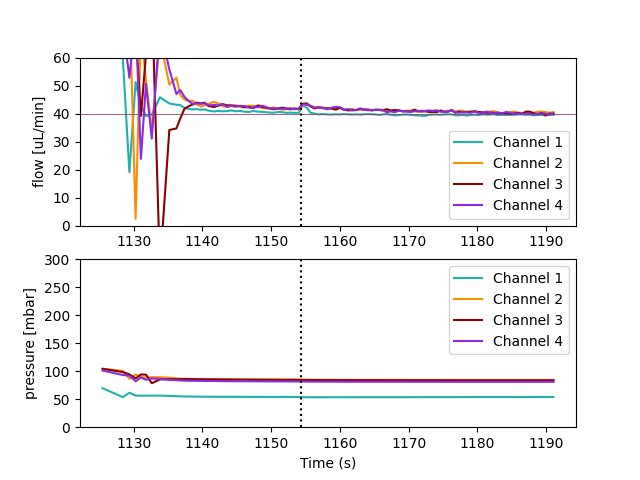 flow [uL/min]
60
50
40
30
20
10
0
Channel 1
Channel 2
Channel 3
Channel 4
1130 1140 1150 1160 1170 1180 1190
pressure [mbar]
300
250
200
150
100
50
0
Channel 1
Channel 2
Channel 3
Channel 4
1130 1140 1150 1160 1170 1180 1190
Time (s)